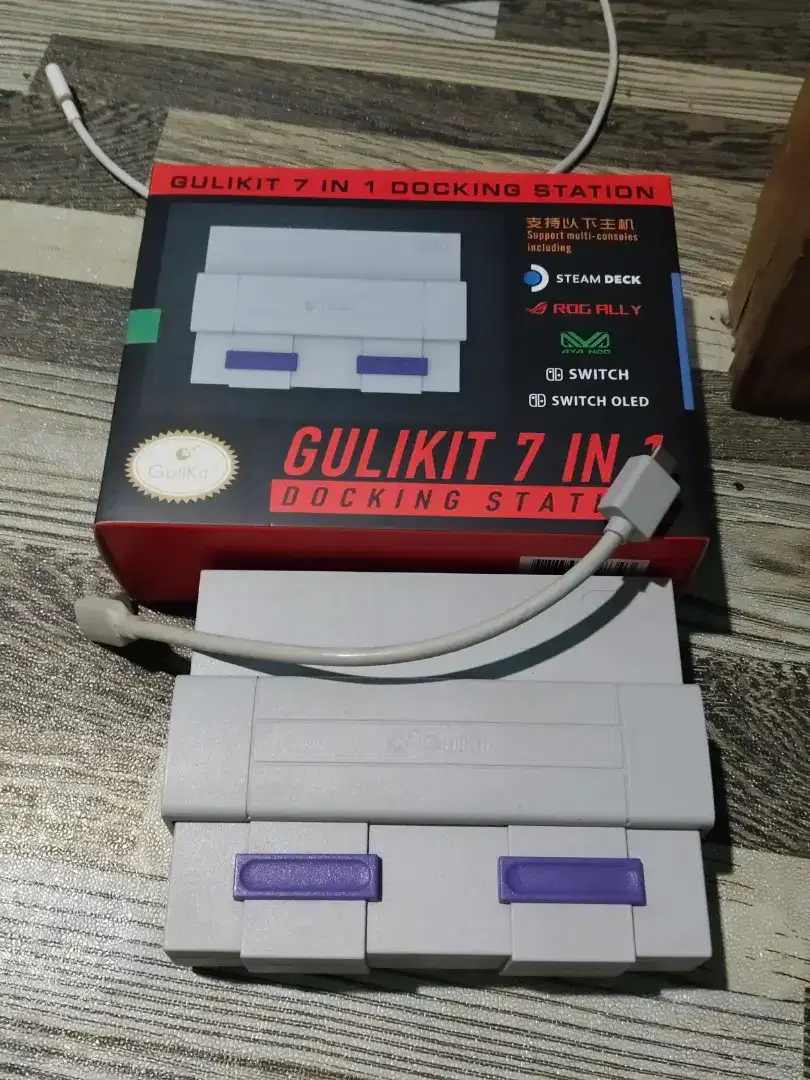 GULIKIT 7 IN 1 DOCKING STATION
支持以下主机
Support multi-consoles
including
STEAM DECK
ROG ALLY
AYA NEO
SWITCH
SWITCH OLED
GuliKit
GULIKIT 7 IN 1
DOCKING STATI
GuliKit